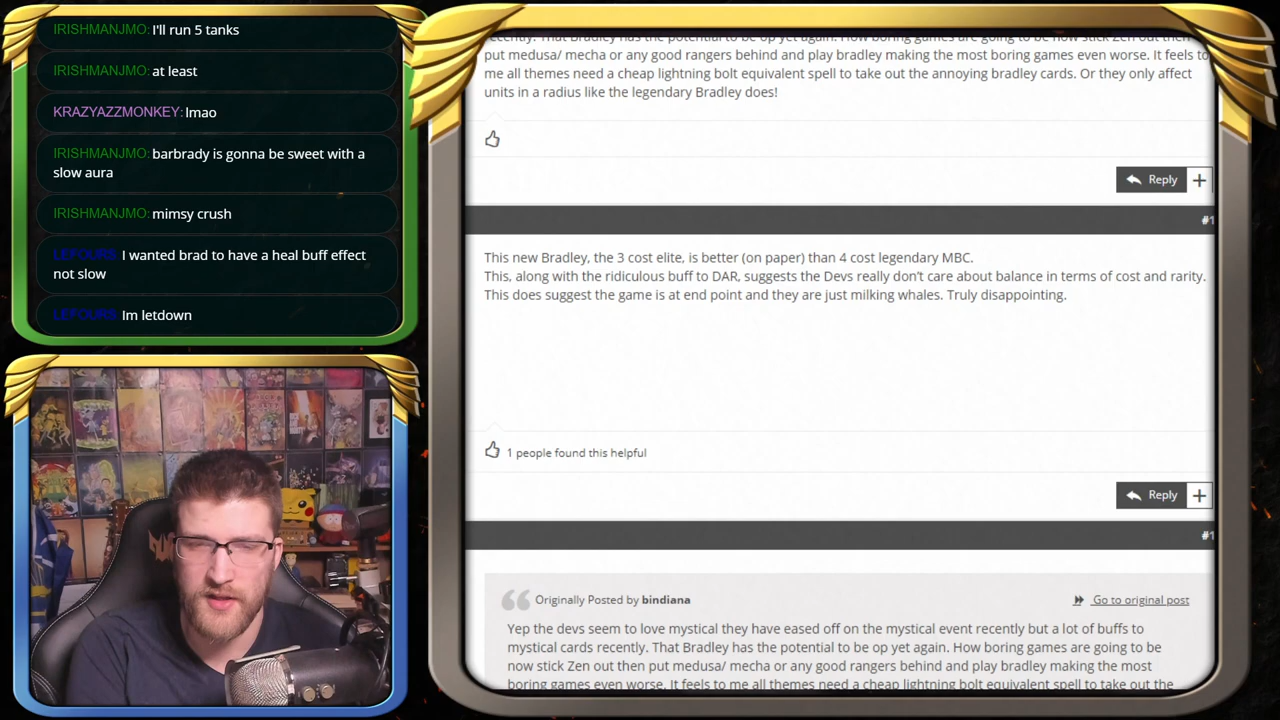 IRISHMANJMO: I'll run 5 tanks
IRISHMANJMO: at least
KRAZYAZZMONKEY: lmao
IRISHMANJMO: barbrady is gonna be sweet with a
slow aura
IRISHMANJMO: mimsy crush
LEFOURS: I wanted brad to have a heal buff effect
not slow
LEFOURS: Im letdown
recently. That Bradley has the potential to be op yet again. How boring games are going to be now stick Zen out then
put medusa/ mecha or any good rangers behind and play bradley making the most boring games even worse. It feels to
me all themes need a cheap lightning bolt equivalent spell to take out the annoying bradley cards. Or they only affect
units in a radius like the legendary Bradley does!
Reply +
#1
This new Bradley, the 3 cost elite, is better (on paper) than 4 cost legendary MBC.
This, along with the ridiculous buff to DAR, suggests the Devs really don't care about balance in terms of cost and rarity.
This does suggest the game is at end point and they are just milking whales. Truly disappointing.
1 people found this helpful
Reply +
#1
Originally Posted by bindiana
Go to original post
Yep the devs seem to love mystical they have eased off on the mystical event recently but a lot of buffs to
mystical cards recently. That Bradley has the potential to be op yet again. How boring games are going to be
now stick Zen out then put medusa/ mecha or any good rangers behind and play bradley making the most
boring games even worse. It feels to me all themes need a cheap lightning bolt equivalent spell to take out the